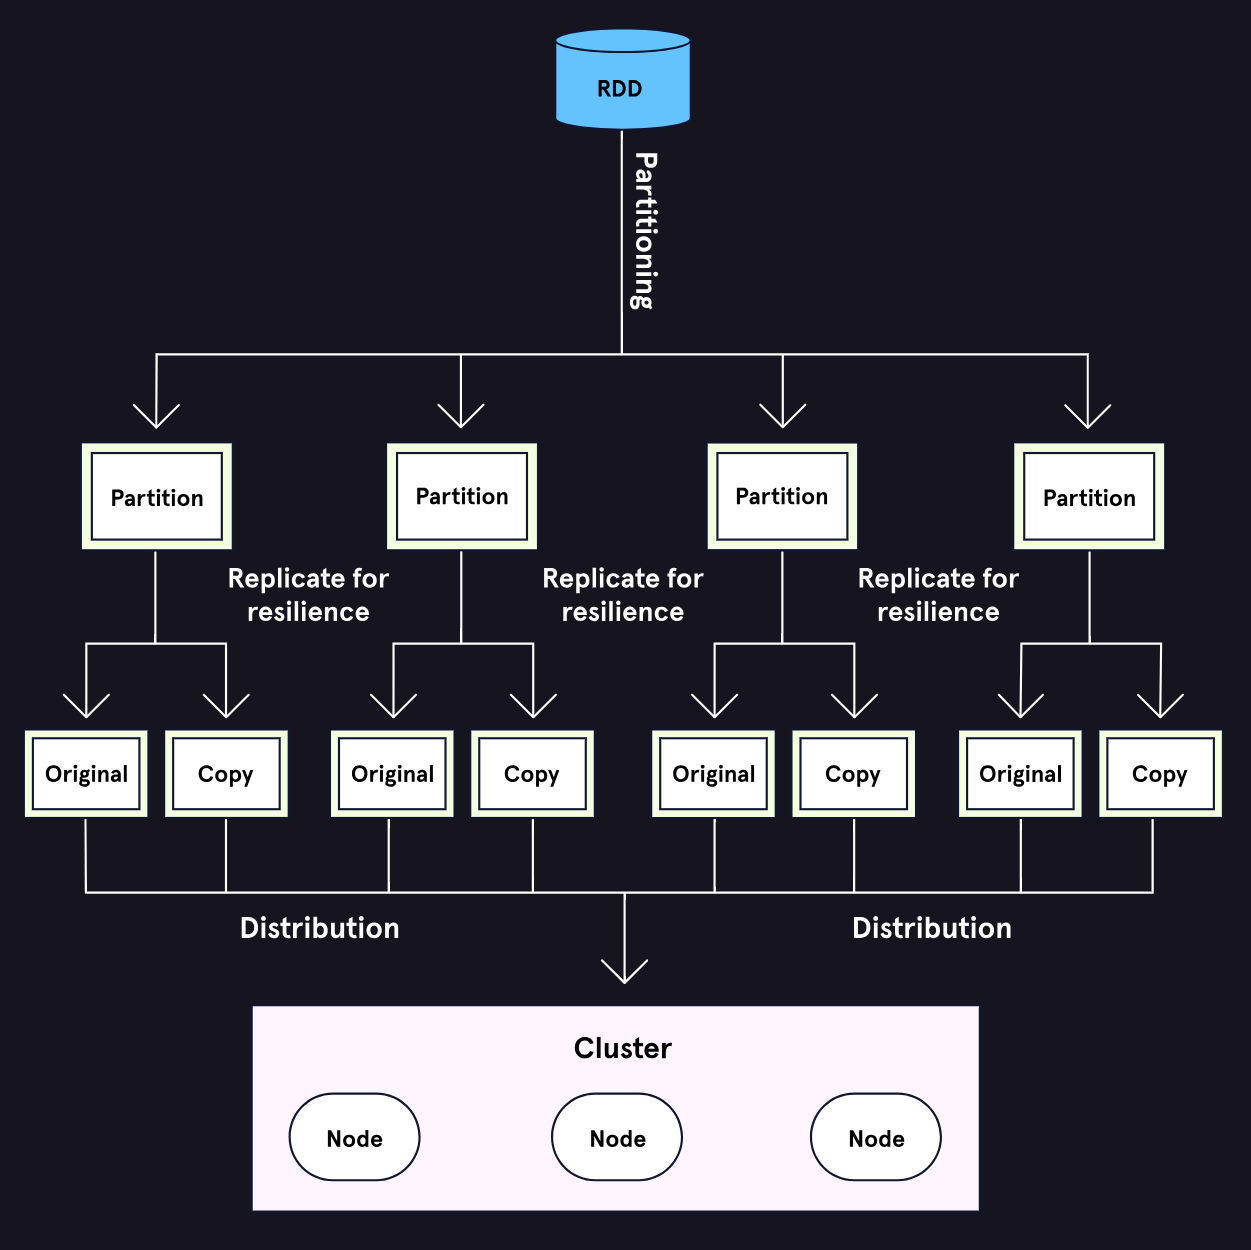 RDD
Partitioning
Partition
Partition
Partition
Partition
Replicate for
resilience
Replicate for
resilience
Replicate for
resilience
Original
Copy
Original
Copy
Original
Copy
Original
Copy
Distribution
Distribution
Cluster
Node
Node
Node